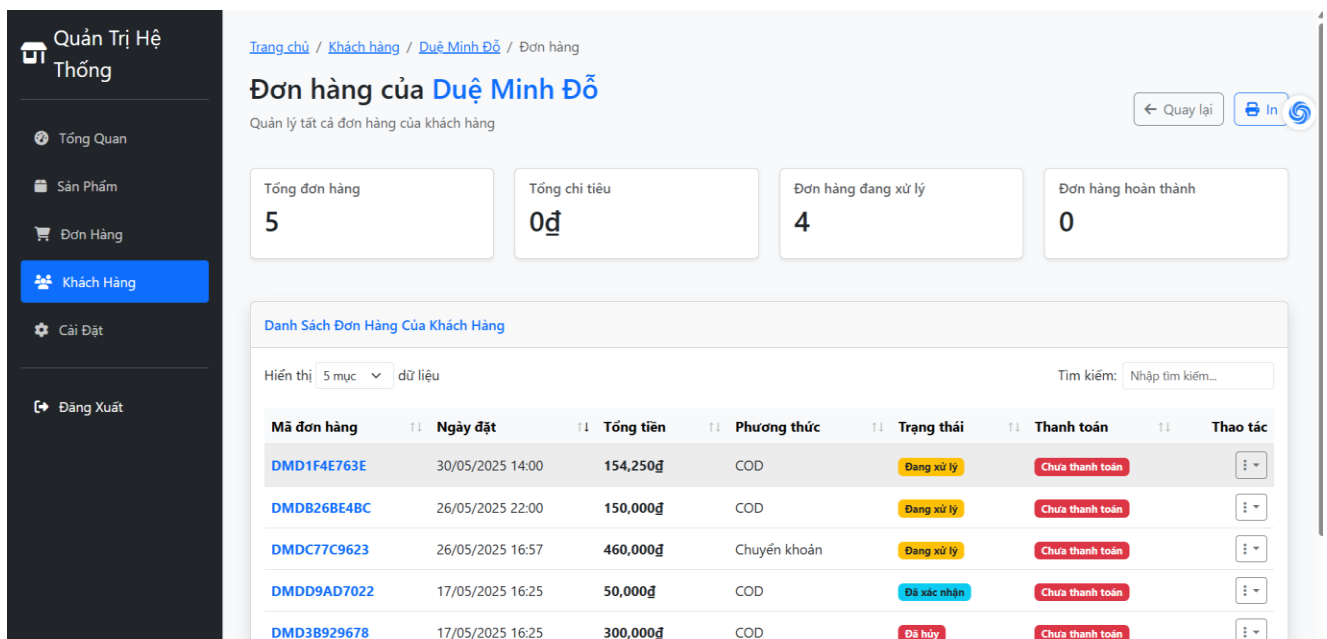 Quản Trị Hệ
Thống
Tổng Quan
Sản Phẩm
Đơn Hàng
Khách Hàng
Cài Đặt
Đăng Xuất
Trang chủ / Khách hàng / Duệ Minh Đỗ / Đơn hàng
Đơn hàng của Duệ Minh Đỗ
Quản lý tất cả đơn hàng của khách hàng
← Quay lại In
Tổng đơn hàng Tổng chi tiêu Đơn hàng đang xử lý Đơn hàng hoàn thành
5 0₫ 4 0
Danh Sách Đơn Hàng Của Khách Hàng
Hiển thị 5 mục dữ liệu Tìm kiếm: Nhập tìm kiếm...
Mã đơn hàng Ngày đặt Tổng tiền Phương thức Trạng thái Thanh toán Thao tác
DMD1F4E763E 30/05/2025 14:00 154,250₫ COD Đang xử lý Chưa thanh toán
DMDB26BE4BC 26/05/2025 22:00 150,000₫ COD Đang xử lý Chưa thanh toán
DMDC77C9623 26/05/2025 16:57 460,000₫ Chuyển khoản Đang xử lý Chưa thanh toán
DMDD9AD7022 17/05/2025 16:25 50,000₫ COD Đã xác nhận Chưa thanh toán
DMD3B929678 17/05/2025 16:25 300,000₫ COD Đã hủy Chưa thanh toán